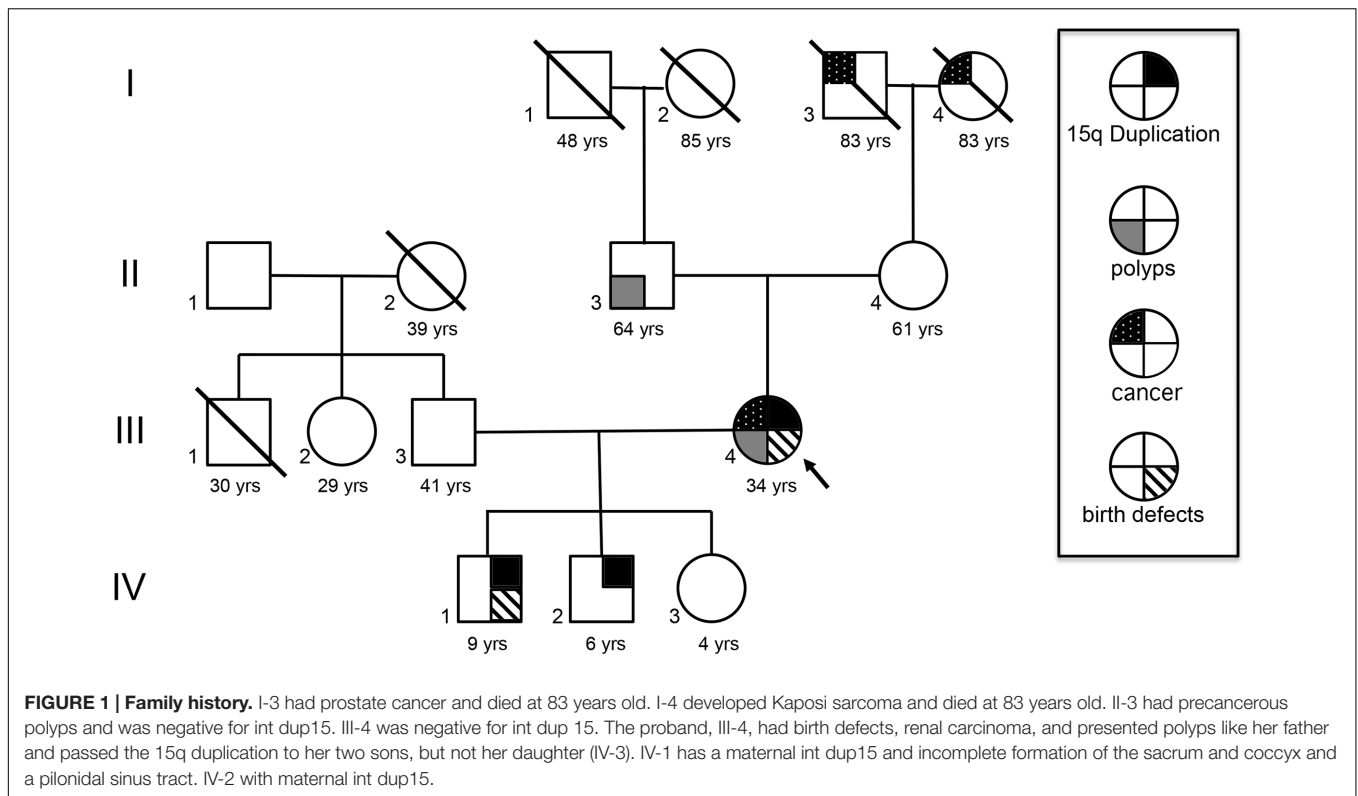 I
1
2
3
4
48 yrs
85 yrs
83 yrs
83 yrs
15q Duplication
polyps
cancer
birth defects
II
1
2
3
4
39 yrs
64 yrs
61 yrs
III
1
2
3
4
30 yrs
29 yrs
41 yrs
34 yrs
IV
1
2
3
9 yrs
6 yrs
4 yrs
FIGURE 1 | Family history. I-3 had prostate cancer and died at 83 years old. I-4 developed Kaposi sarcoma and died at 83 years old. II-3 had precancerous
polyps and was negative for int dup15. III-4 was negative for int dup 15. The proband, III-4, had birth defects, renal carcinoma, and presented polyps like her father
and passed the 15q duplication to her two sons, but not her daughter (IV-3). IV-1 has a maternal int dup15 and incomplete formation of the sacrum and coccyx and
a pilonidal sinus tract. IV-2 with maternal int dup15.